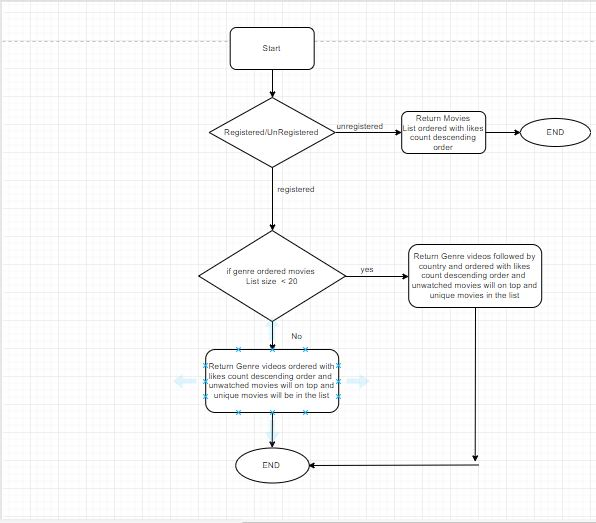 Start
Registered/UnRegistered
unregistered
Return Movies
List ordered with likes
count descending
order
END
registered
if genre ordered movies
List size < 20
yes
Return Genre videos followed by
country and ordered with likes
count descending order and
unwatched movies will on top and
unique movies in the list
No
Return Genre videos ordered with
likes count descending order and
unwatched movies will on top and
unique movies will be in the list
END